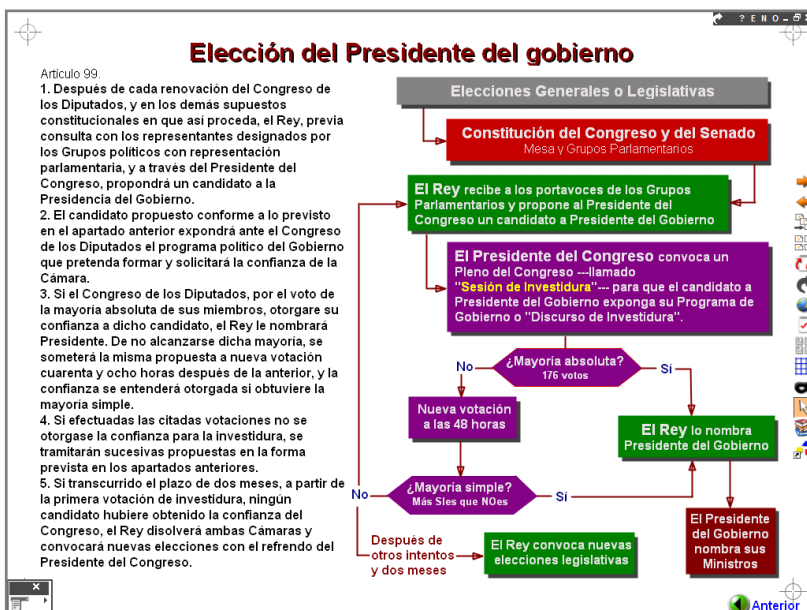 ? E N O
Elección del Presidente del gobierno
Artículo 99.
1. Después de cada renovación del Congreso de
los Diputados, y en los demás supuestos
constitucionales en que así proceda, el Rey, previa
consulta con los representantes designados por
los Grupos políticos con representación
parlamentaria, y a través del Presidente del
Congreso, propondrá un candidato a la
Presidencia del Gobierno.
2. El candidato propuesto conforme a lo previsto
en el apartado anterior expondrá ante el Congreso
de los Diputados el programa político del Gobierno
que pretenda formar y solicitará la confianza de la
Cámara.
3. Si el Congreso de los Diputados, por el voto de
la mayoría absoluta de sus miembros, otorgare su
confianza a dicho candidato, el Rey le nombrará
Presidente. De no alcanzarse dicha mayoría, se
someterá la misma propuesta a nueva votación
cuarenta y ocho horas después de la anterior, y la
confianza se entenderá otorgada si obtuviere la
mayoría simple.
4. Si efectuadas las citadas votaciones no se
otorgase la confianza para la investidura, se
tramitarán sucesivas propuestas en la forma
prevista en los apartados anteriores.
5. Si transcurrido el plazo de dos meses, a partir de
la primera votación de investidura, ningún
candidato hubiere obtenido la confianza del
Congreso, el Rey disolverá ambas Cámaras y
convocará nuevas elecciones con el refrendo del
Presidente del Congreso.
Elecciones Generales o Legislativas
Constitución del Congreso y del Senado
Mesa y Grupos Parlamentarios
El Rey recibe a los portavoces de los Grupos
Parlamentarios y propone al Presidente del
Congreso un candidato a Presidente del Gobierno
El Presidente del Congreso convoca un
Pleno del Congreso ---llamado
"Sesión de Investidura"--- para que el candidato a
Presidente del Gobierno exponga su Programa de
Gobierno o "Discurso de Investidura".
¿Mayoría absoluta?
176 votos
No
Sí
Nueva votación
a las 48 horas
El Rey lo nombra
Presidente del Gobierno
¿Mayoría simple?
Más SIes que NOes
No
Sí
Después de
otros intentos
y dos meses
El Rey convoca nuevas
elecciones legislativas
El Presidente
del Gobierno
nombra sus
Ministros
Anterior